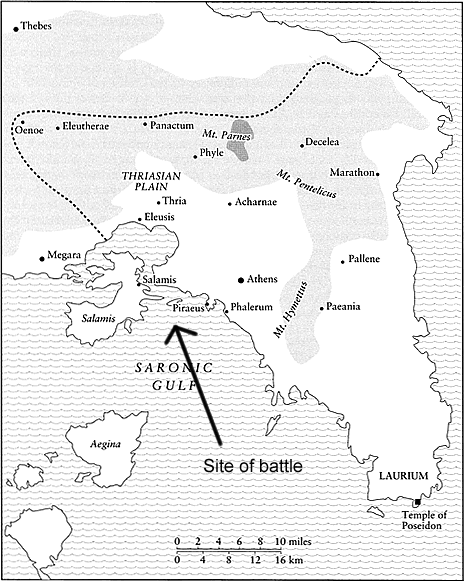 Thebes
Oenoe
Eleutherae
Panactum
Mt. Parnes
Phyle
Decelea
Marathon
Mt. Pentelicus
THRIASIAN
PLAIN
Thria
Acharnae
Eleusis
Megara
Pallene
Athens
Salamis
Piraeus
Phalerum
Mt. Hymettus
Paeania
Salamis
SARONIC
GULF
Aegina
Site of battle
LAURIUM
Temple of
Poseidon
0 2 4 6 8 10 miles
0 4 8 12 16 km